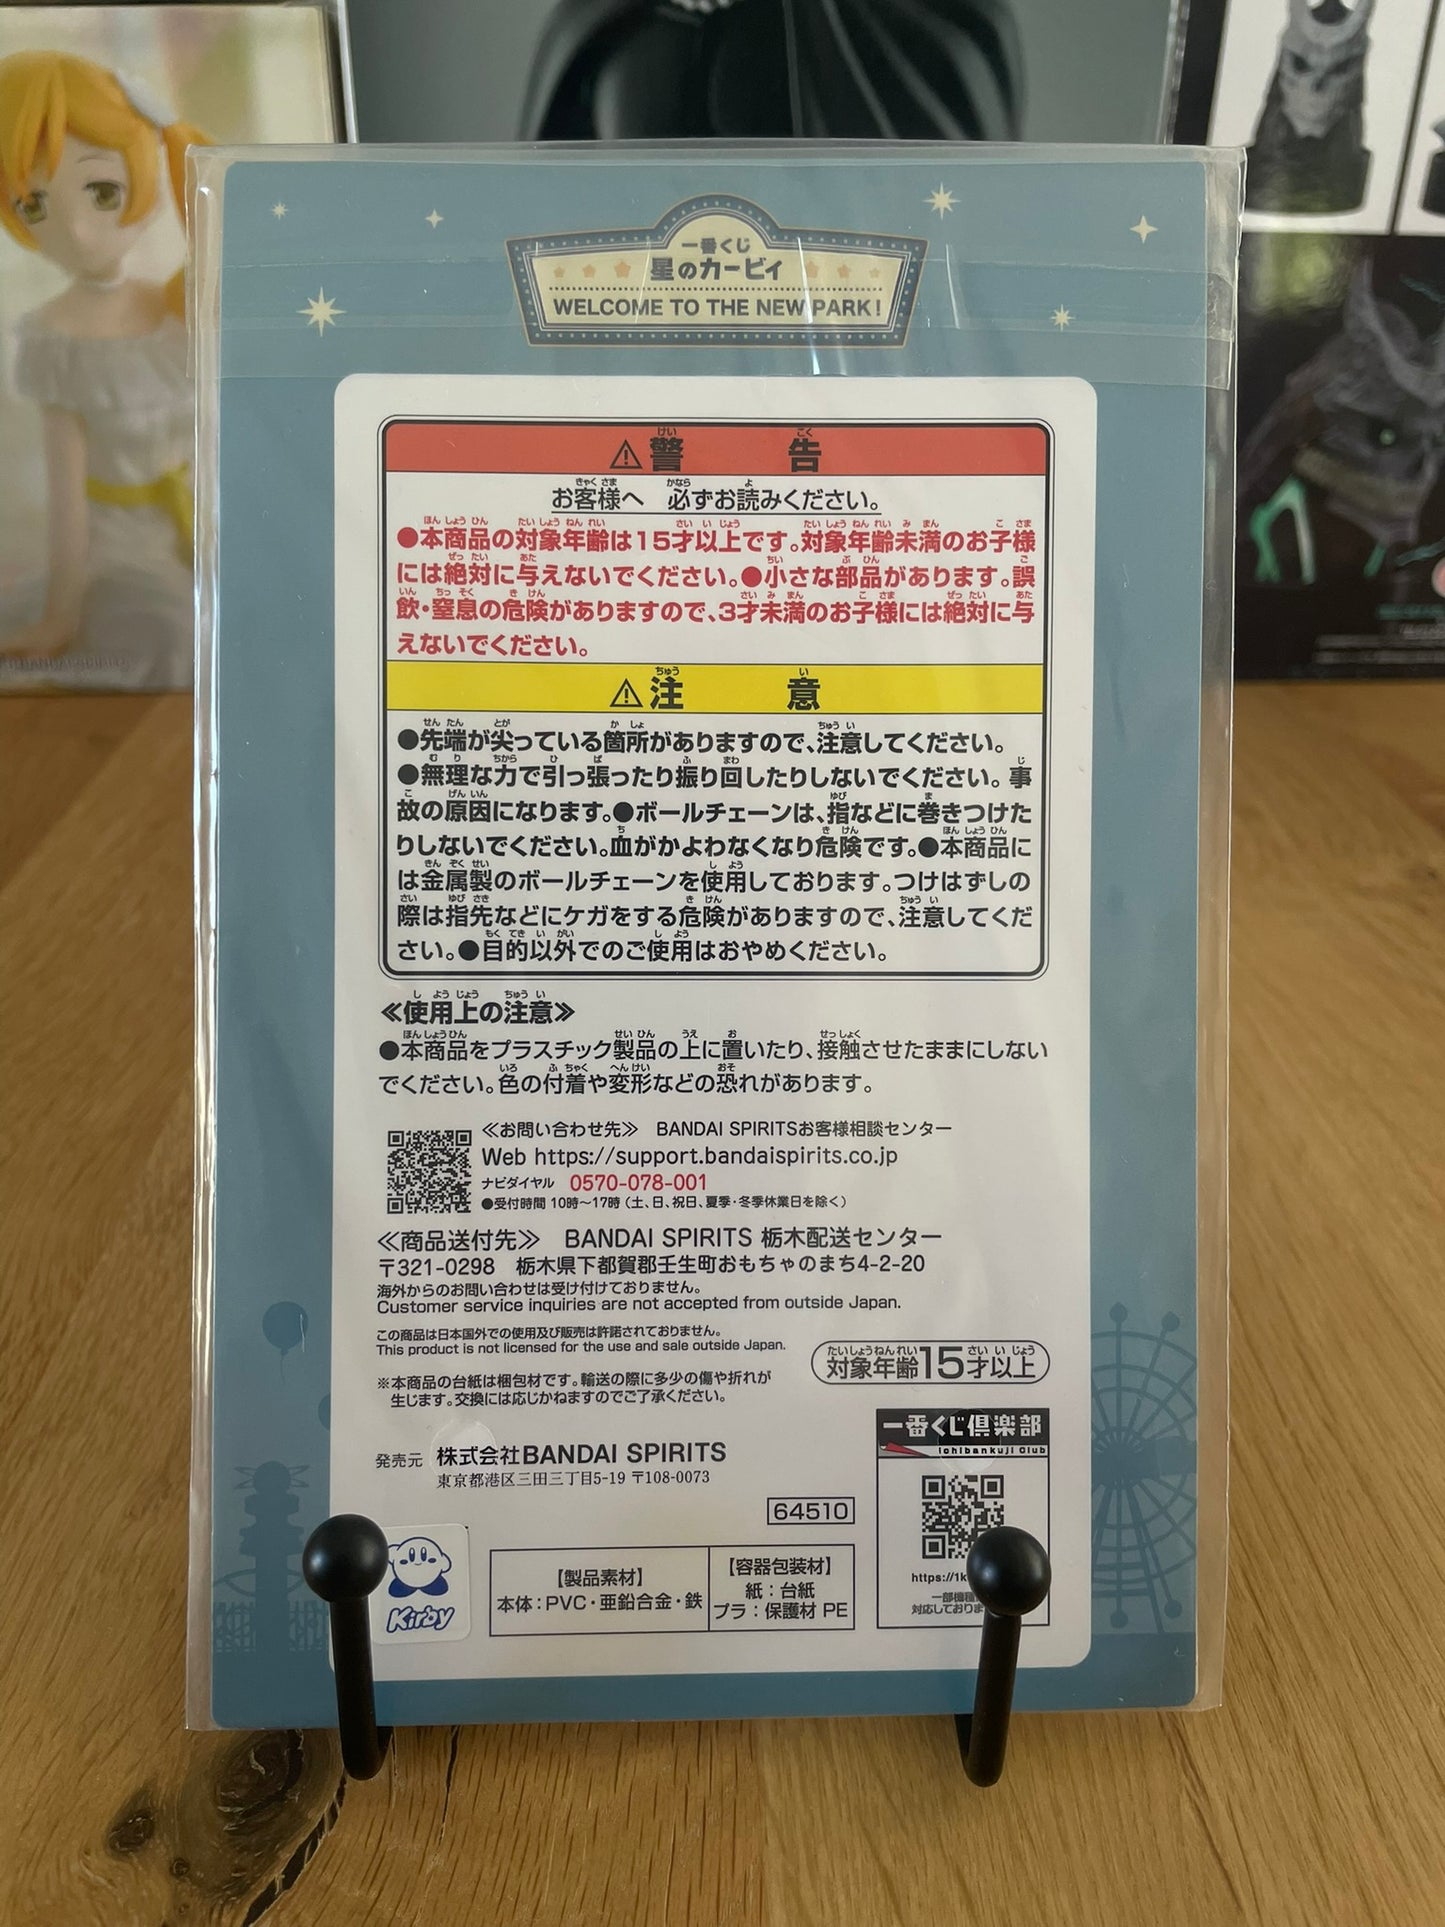 一番くじ
星のカービィ
WELCOME TO THE NEW PARK!
警告
お客様へ 必ずお読みください。
●本商品の対象年齢は15才以上です。対象年齢未満のお子様
には絶対に与えないでください。●小さな部品があります。誤
飲・窒息の危険がありますので、3才未満のお子様には絶対に与
えないでください。
注意
●先端が尖っている箇所がありますので、注意してください。
●無理な力で引っ張ったり振り回したりしないでください。事
故の原因になります。●ボールチェーンは、指などに巻きつけた
りしないでください。血がかよわなくなり危険です。●本商品に
は金属製のボールチェーンを使用しております。つけはずしの
際は指先などにケガをする危険がありますので、注意してくだ
さい。●目的以外でのご使用はおやめください。
≪使用上の注意≫
●本商品をプラスチック製品の上に置いたり、接触させたままにしない
でください。色の付着や変形などの恐れがあります。
≪お問い合わせ先≫ BANDAI SPIRITSお客様相談センター
Web https://support.bandaispirits.co.jp
ナビダイヤル 0570-078-001
●受付時間 10時~17時(土、日、祝日、夏季・冬季休業日を除く)
≪商品送付先≫ BANDAI SPIRITS 栃木配送センター
〒321-0298 栃木県下都賀郡壬生町おもちゃのまち4-2-20
海外からのお問い合わせは受け付けておりません。
Customer service inquiries are not accepted from outside Japan.
この商品は日本国外での使用及び販売は許諾されておりません。
This product is not licensed for the use and sale outside Japan.
対象年齢15才以上
※本商品の台紙は梱包材です。輸送の際に多少の傷や折れが
生じます。交換には応じかねますのでご了承ください。
発売元 株式会社BANDAI SPIRITS
東京都港区三田三丁目5-19 〒108-0073
64510
一番くじ倶楽部
Ichibankuji Club
https://1k
一部機種
対応しておりま
Kirby
【製品素材】
本体:PVC・亜鉛合金・鉄
【容器包装材】
紙:台紙
プラ:保護材 PE